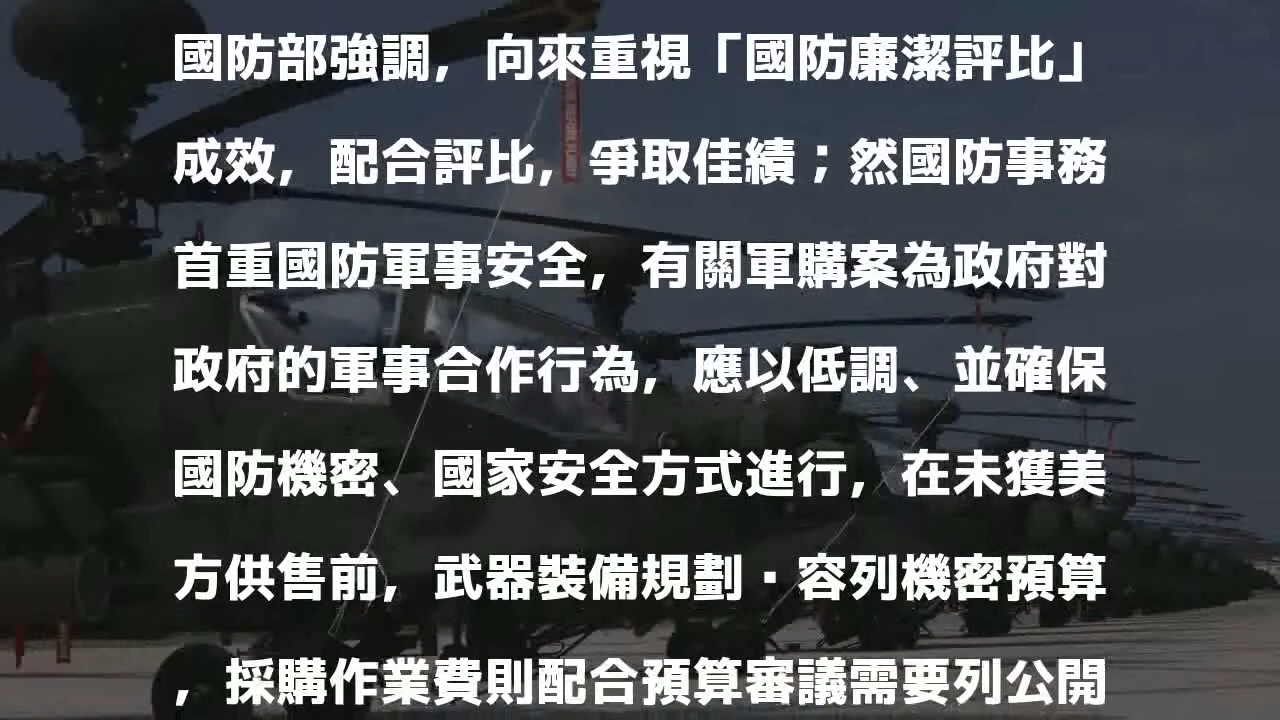 國防部強調，向來重視「國防廉潔評比」
成效，配合評比，爭取佳績；然國防事務
首重國防軍事安全，有關軍購案為政府對
政府的軍事合作行為，應以低調、並確保
國防機密、國家安全方式進行，在未獲美
方供售前，武器裝備規劃·容列機密預算
，採購作業費則配合預算審議需要列公開